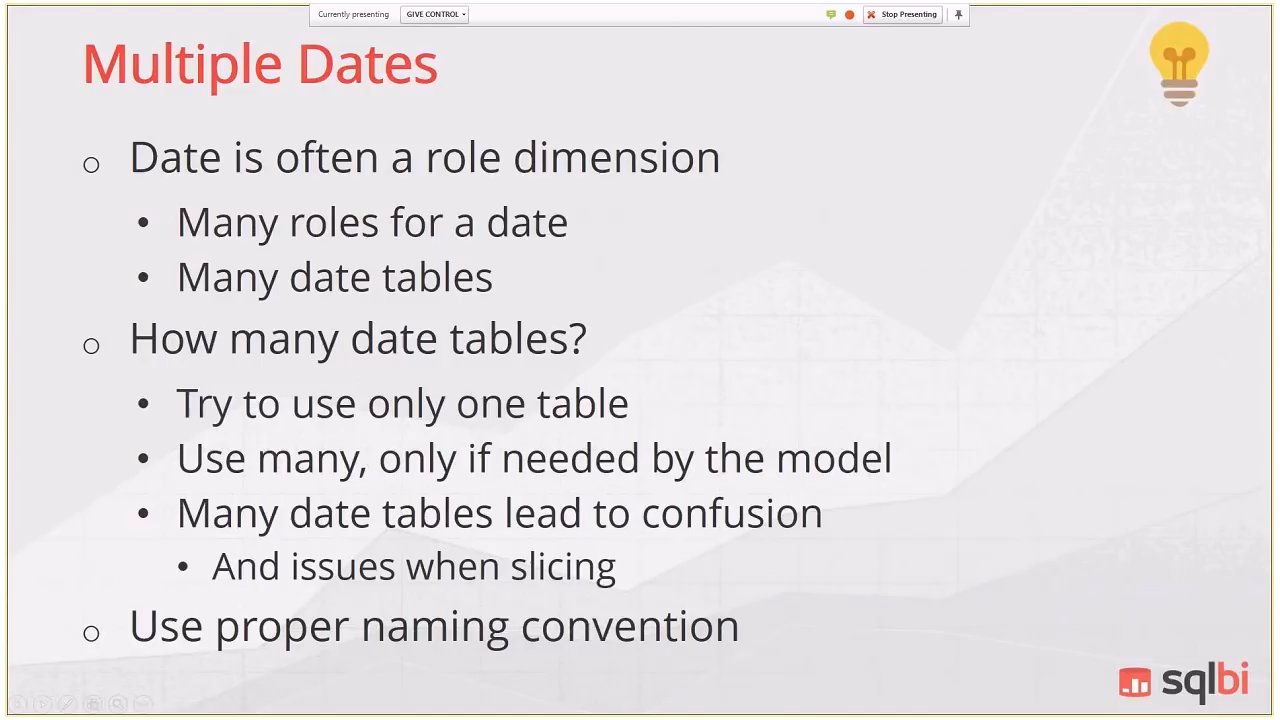 Currently presenting GIVE CONTROL Stop Presenting
Multiple Dates
Date is often a role dimension
Many roles for a date
Many date tables
How many date tables?
Try to use only one table
Use many, only if needed by the model
Many date tables lead to confusion
And issues when slicing
Use proper naming convention
sqlbi